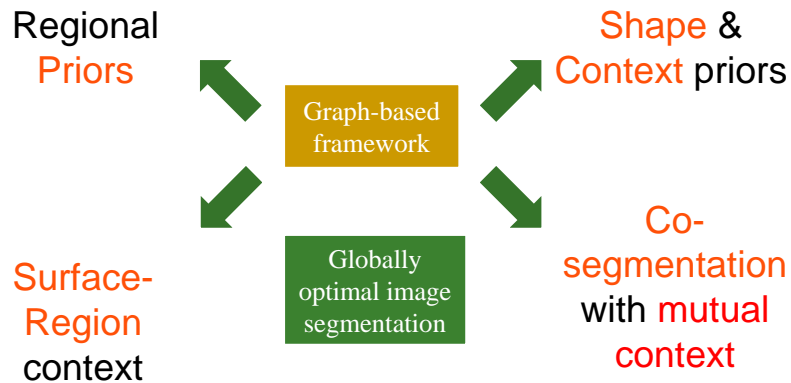 Regional
Priors
Shape &
Context priors
Graph-based
framework
Globally
optimal image
segmentation
Surface-
Region
context
Co-
segmentation
with mutual
context